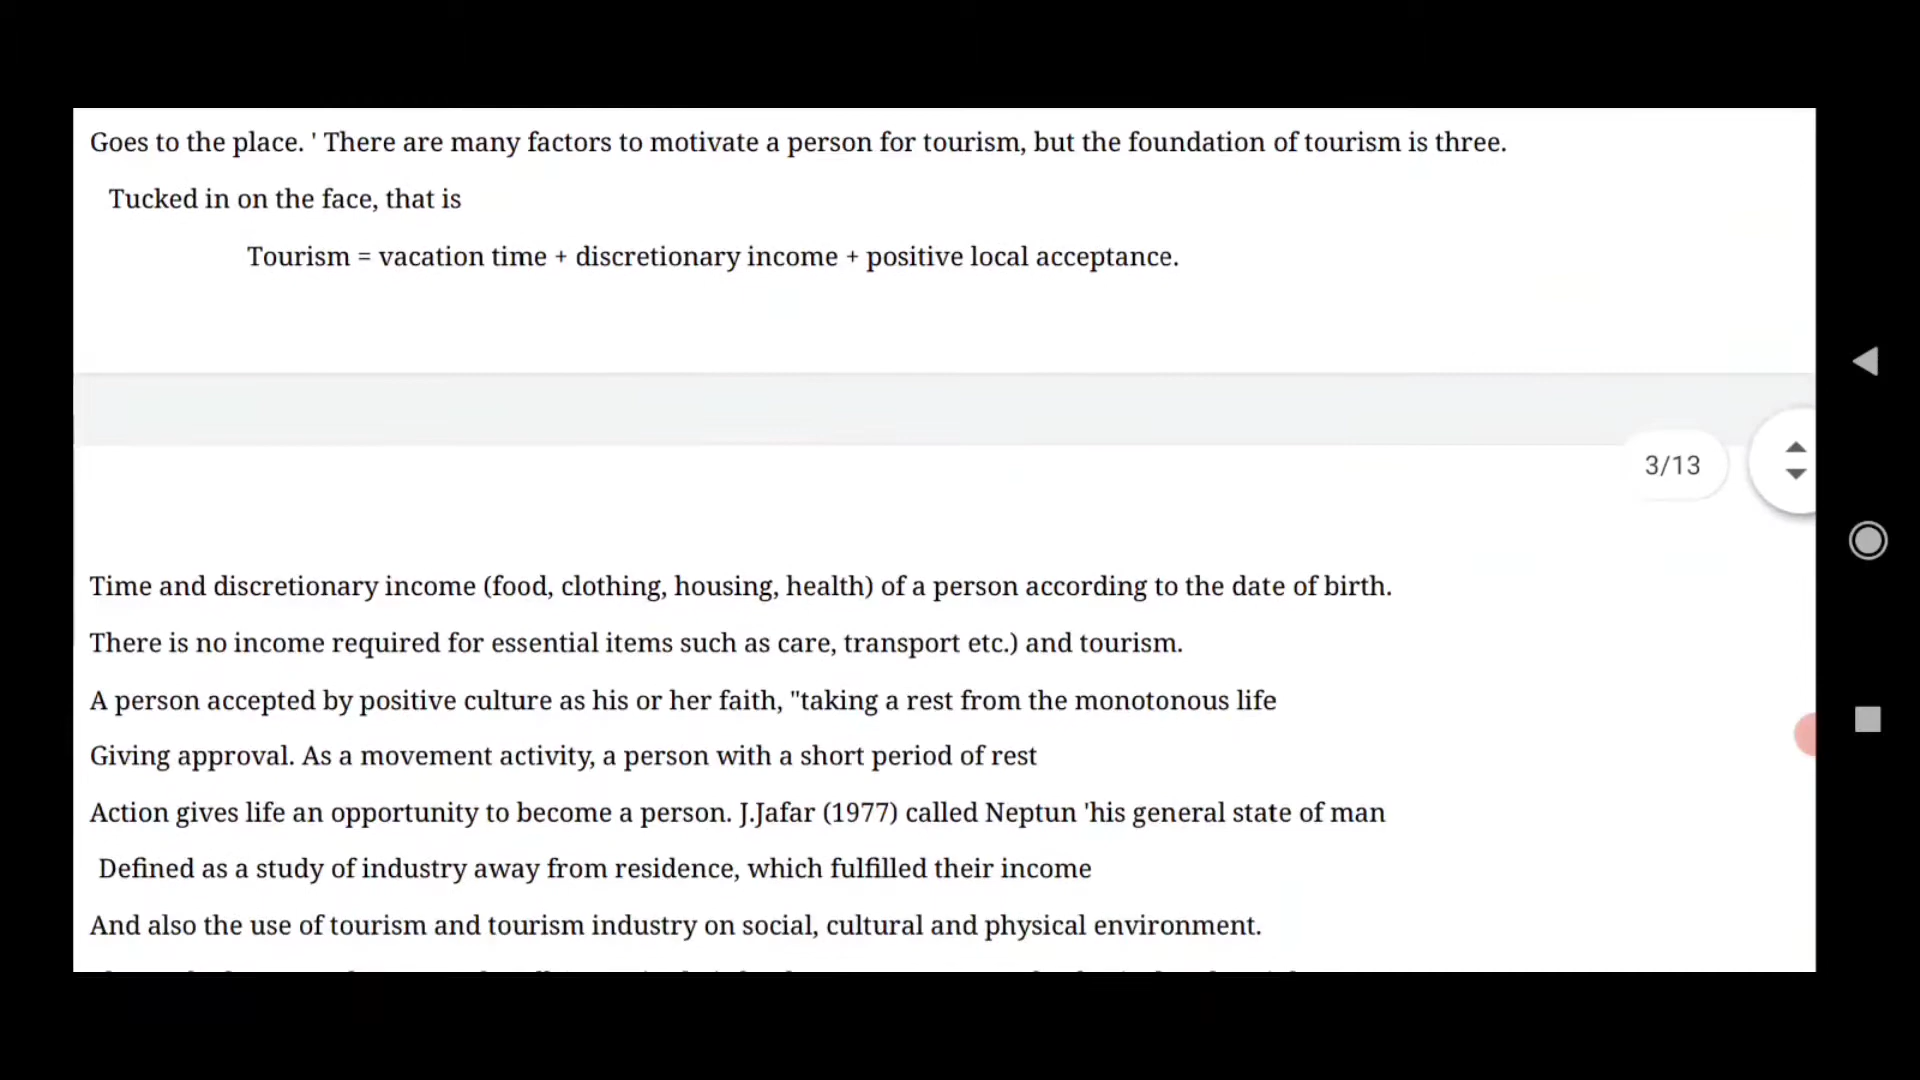 Goes to the place. ' There are many factors to motivate a person for tourism, but the foundation of tourism is three.
Tucked in on the face, that is
Tourism = vacation time + discretionary income + positive local acceptance.
3/13
Time and discretionary income (food, clothing, housing, health) of a person according to the date of birth.
There is no income required for essential items such as care, transport etc.) and tourism.
A person accepted by positive culture as his or her faith, "taking a rest from the monotonous life
Giving approval. As a movement activity, a person with a short period of rest
Action gives life an opportunity to become a person. J.Jafar (1977) called Neptun 'his general state of man
Defined as a study of industry away from residence, which fulfilled their income
And also the use of tourism and tourism industry on social, cultural and physical environment.